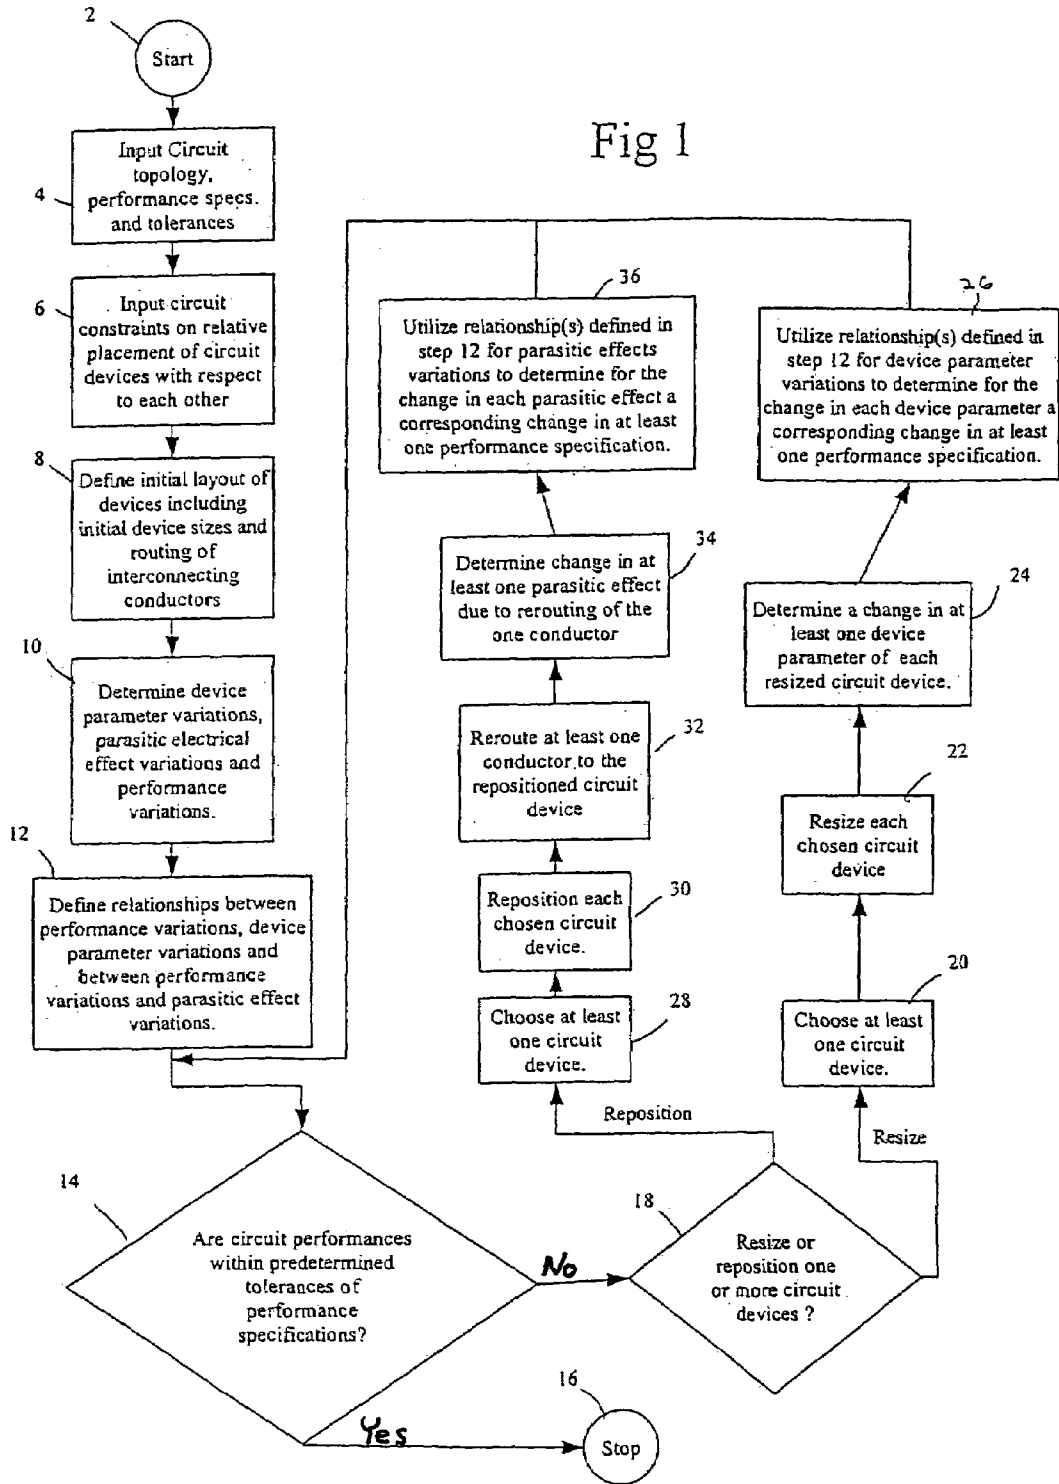 2
Start
Fig 1
4
Input Circuit
topology,
performance specs.
and tolerances
6
Input circuit
constraints on relative
placement of circuit
devices with respect
to each other
8
Define initial layout of
devices including
initial device sizes and
routing of
interconnecting
conductors
10
Determine device
parameter variations,
parasitic electrical
effect variations and
performance
variations.
12
Define relationships between
performance variations, device
parameter variations and
between performance
variations and parasitic effect
variations.
14
Are circuit performances
within predetermined
tolerances of
performance
specifications?
No
Yes
16
Stop
18
Resize or
reposition one
or more circuit
devices ?
Reposition
Resize
28
Choose at least
one circuit
device.
30
Reposition each
chosen circuit
device.
32
Reroute at least one
conductor to the
repositioned circuit
device
34
Determine change in at
least one parasitic effect
due to rerouting of the
the one conductor
36
Utilize relationship(s) defined in
step 12 for parasitic effects
variations to determine for the
change in each parasitic effect a
corresponding change in at least
one performance specification.
20
Choose at least
one circuit
device.
22
Resize each
chosen circuit
device
24
Determine a change in at
least one device
parameter of each
resized circuit device.
26
Utilize relationship(s) defined in
step 12 for device parameter
variations to determine for the
change in each device parameter a
corresponding change in at least
one performance specification.